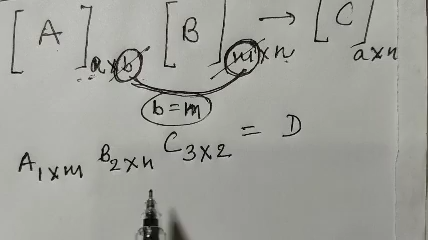 [A]a×b [B]m×n → [C]a×n
b=m
A1×m B2×n C3×2 = D